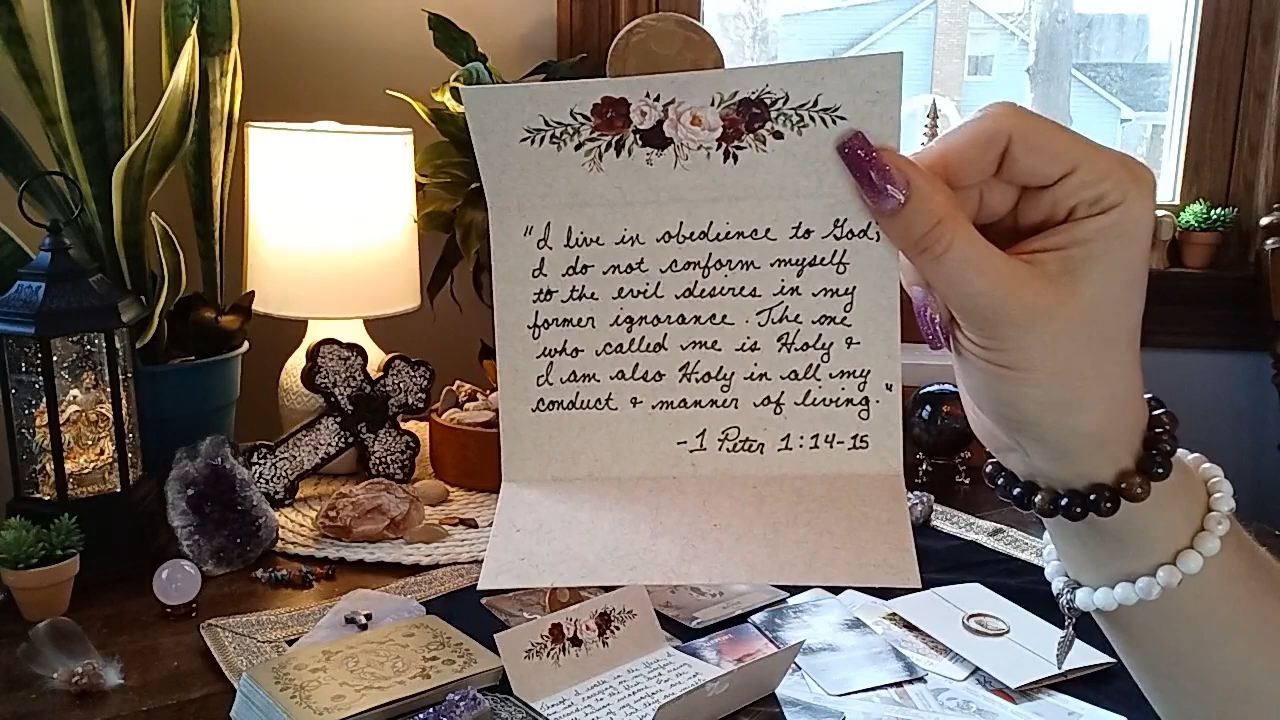 "I live in obedience to God;
I do not conform myself
to the evil desires in my
former ignorance. The one
who called me is Holy &
I am also Holy in all my
conduct & manner of living."
-1 Peter 1:14-15